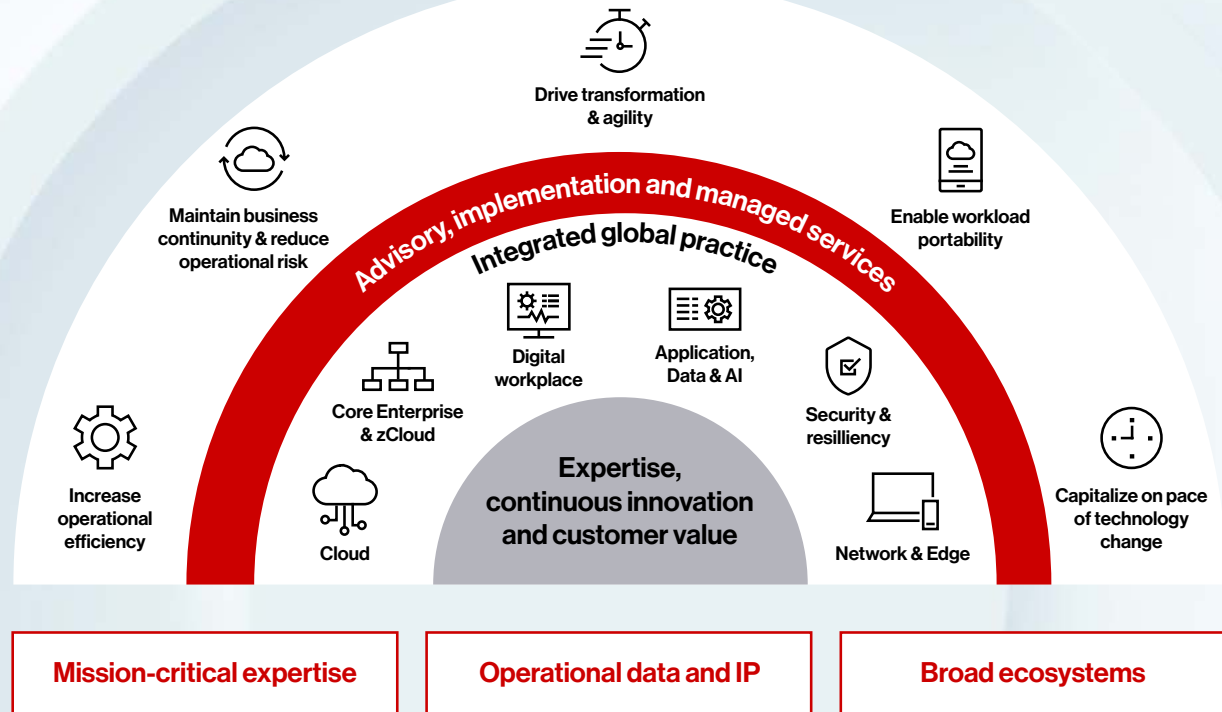 Drive transformation
& agility
Maintain business
continunity & reduce
operational risk
Enable workload
portability
Increase
operational
efficiency
Capitalize on pace
of technology
change
Advisory, implementation and managed services
Integrated global practice
Digital
workplace
Application,
Data & AI
Core Enterprise
& zCloud
Security &
resilliency
Cloud
Network & Edge
Expertise,
continuous innovation
and customer value
Mission-critical expertise
Operational data and IP
Broad ecosystems